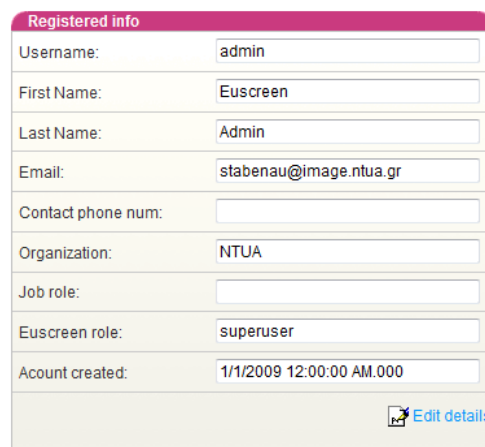 Registered info
Username: admin
First Name: Euscreen
Last Name: Admin
Email: stabenau@image.ntua.gr
Contact phone num:
Organization: NTUA
Job role:
Euscreen role: superuser
Acount created: 1/1/2009 12:00:00 AM.000
Edit details